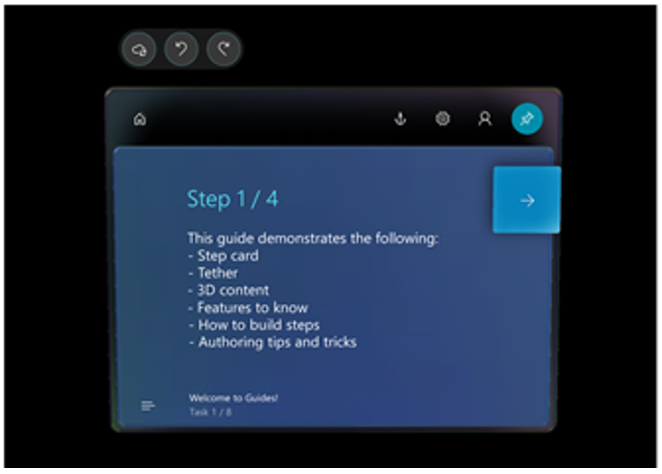 Step 1 / 4
This guide demonstrates the following:
- Step card
- Tether
- 3D content
- Features to know
- How to build steps
- Authoring tips and tricks
Welcome to Guides!
Task 1 / 8